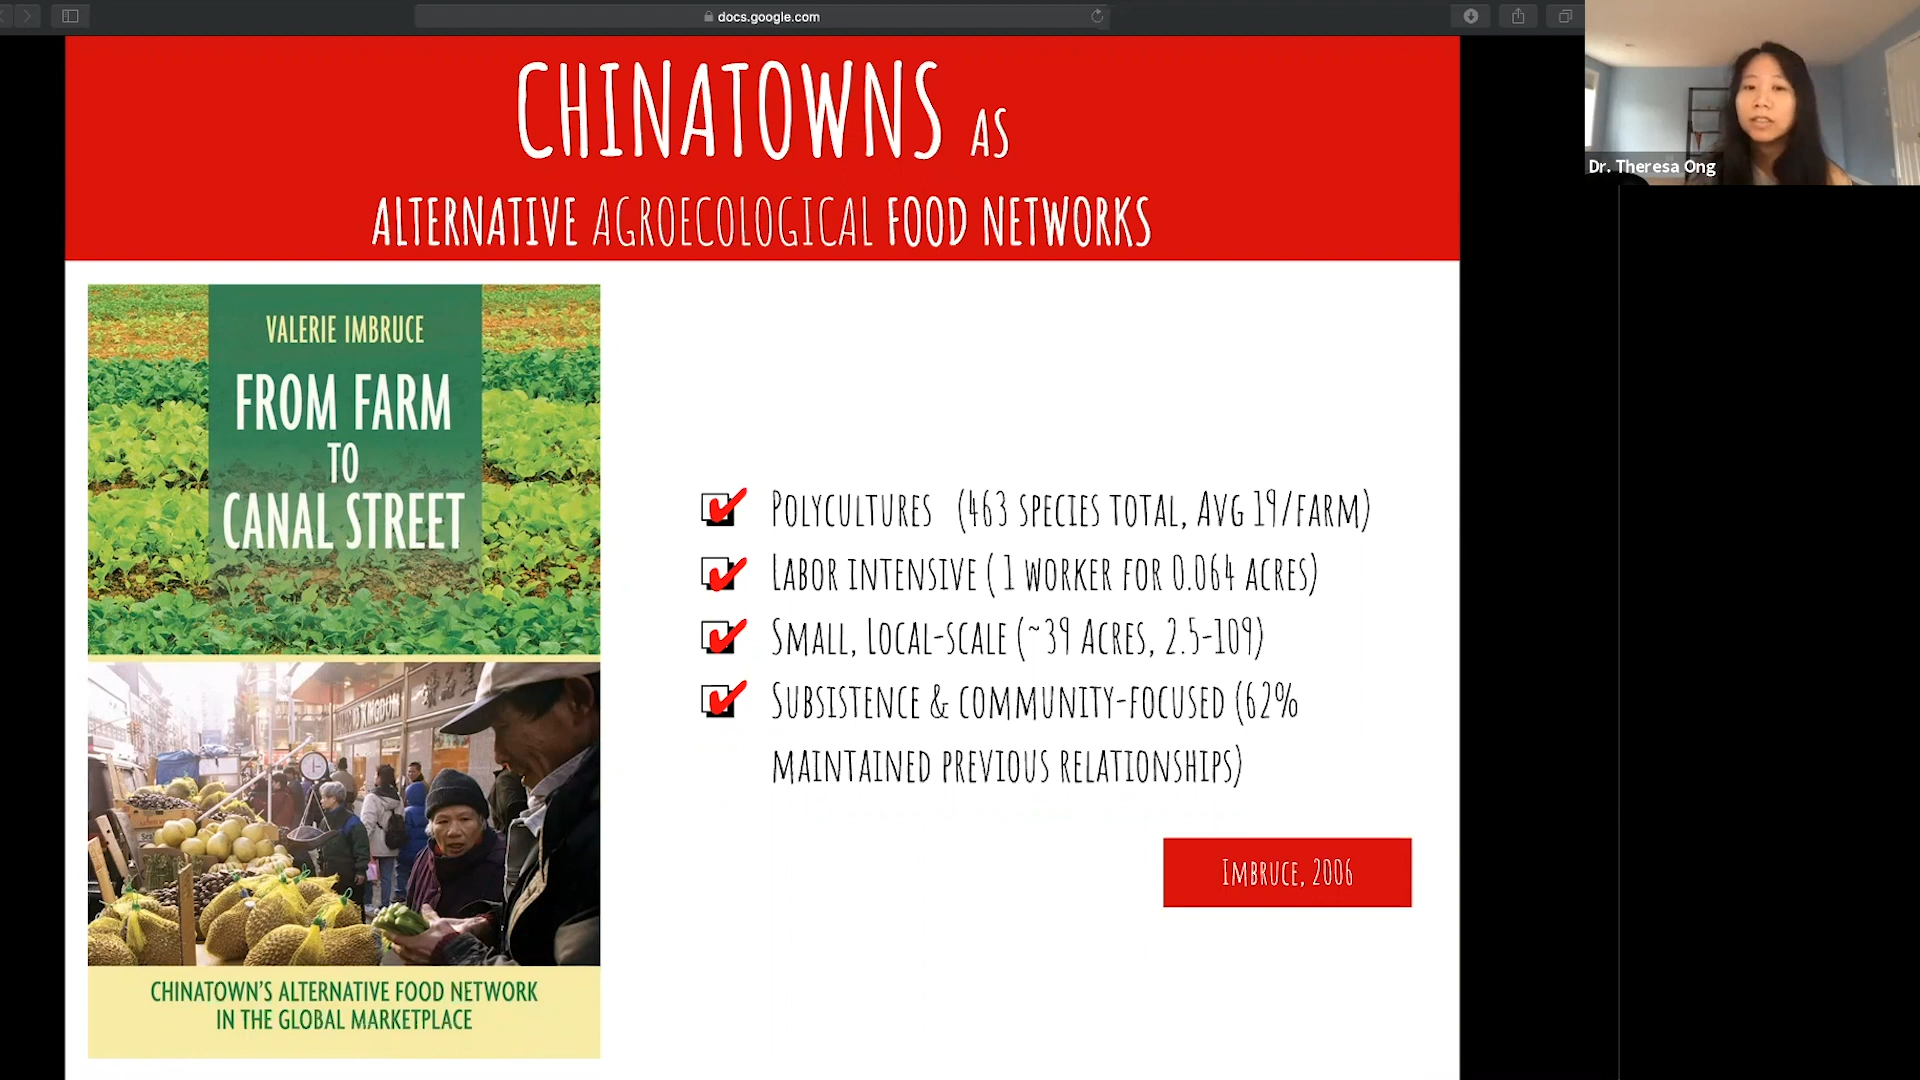 docs.google.com
CHINATOWNS AS
ALTERNATIVE AGROECOLOGICAL FOOD NETWORKS
Dr. Theresa Ong
VALERIE IMBRUCE
FROM FARM
TO
CANAL STREET
CHINATOWN'S ALTERNATIVE FOOD NETWORK
IN THE GLOBAL MARKETPLACE
POLYCULTURES (463 SPECIES TOTAL, AVG 19/FARM)
LABOR INTENSIVE ( 1 WORKER FOR 0.064 ACRES)
SMALL, LOCAL-SCALE (~39 ACRES, 2.5-109)
SUBSISTENCE & COMMUNITY-FOCUSED (62%
MAINTAINED PREVIOUS RELATIONSHIPS)
IMBRUCE, 2006